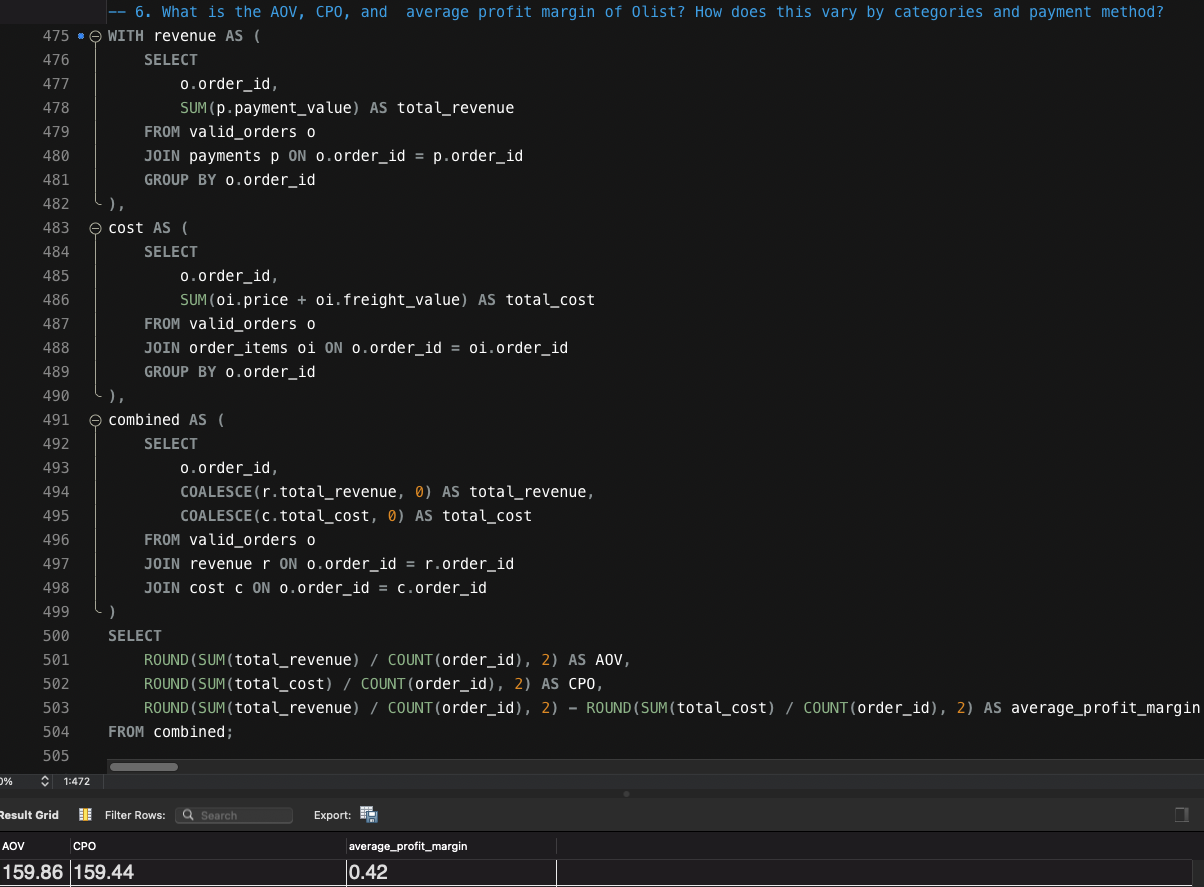 -- 6. What is the AOV, CPO, and  average profit margin of Olist? How does this vary by categories and payment method?
475 WITH revenue AS (
476 SELECT
477 o.order_id,
478 SUM(p.payment_value) AS total_revenue
479 FROM valid_orders o
480 JOIN payments p ON o.order_id = p.order_id
481 GROUP BY o.order_id
482 ),
483 cost AS (
484 SELECT
485 o.order_id,
486 SUM(oi.price + oi.freight_value) AS total_cost
487 FROM valid_orders o
488 JOIN order_items oi ON o.order_id = oi.order_id
489 GROUP BY o.order_id
490 ),
491 combined AS (
492 SELECT
493 o.order_id,
494 COALESCE(r.total_revenue, 0) AS total_revenue,
495 COALESCE(c.total_cost, 0) AS total_cost
496 FROM valid_orders o
497 JOIN revenue r ON o.order_id = r.order_id
498 JOIN cost c ON o.order_id = c.order_id
499 )
500 SELECT
501 ROUND(SUM(total_revenue) / COUNT(order_id), 2) AS AOV,
502 ROUND(SUM(total_cost) / COUNT(order_id), 2) AS CPO,
503 ROUND(SUM(total_revenue) / COUNT(order_id), 2) - ROUND(SUM(total_cost) / COUNT(order_id), 2) AS average_profit_margin
504 FROM combined;
505
0% 1:472
Result Grid Filter Rows: Search Export:
AOV CPO average_profit_margin
159.86 159.44 0.42